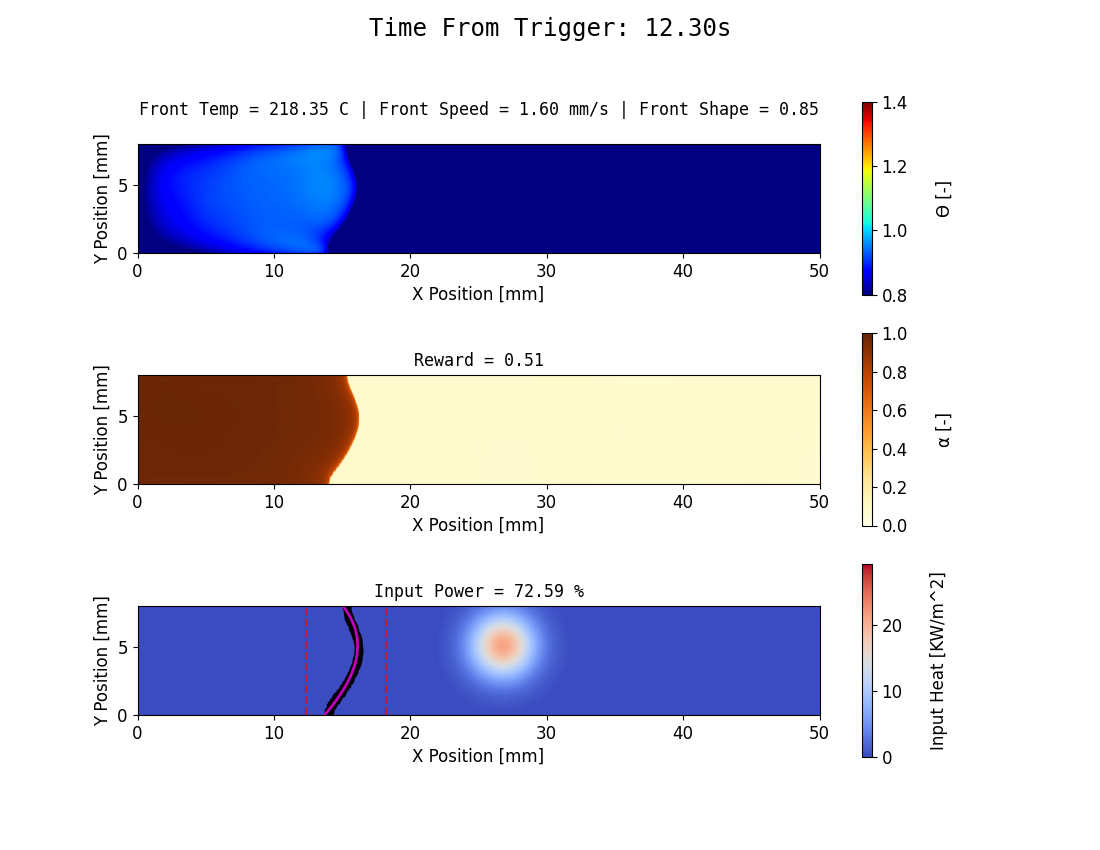 Time From Trigger: 12.30s
Front Temp = 218.35 C | Front Speed = 1.60 mm/s | Front Shape = 0.85
Y Position [mm]
5
0
0 10 20 30 40 50
X Position [mm]
1.4
1.2
1.0
0.8
Θ [-]
Reward = 0.51
Y Position [mm]
5
0
0 10 20 30 40 50
X Position [mm]
1.0
0.8
0.6
0.4
0.2
0.0
α [-]
Input Power = 72.59 %
Y Position [mm]
5
0
0 10 20 30 40 50
X Position [mm]
20
10
0
Input Heat [KW/m^2]